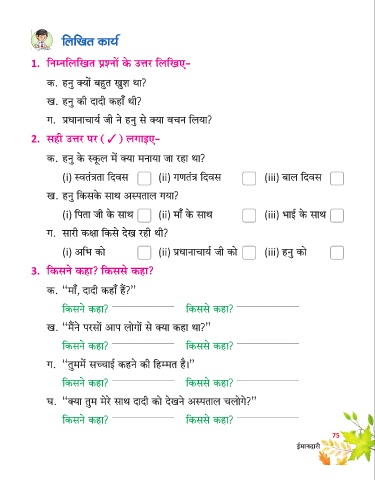 लिखित कार्य
1. निम्नलिखित प्रश्नों के उत्तर लिखिए-
क. हनु क्यों बहुत खुश था?
ख. हनु की दादी कहाँ थी?
ग. प्रधानाचार्य जी ने हनु से क्या वचन लिया?
2. सही उत्तर पर (✓) लगाइए-
क. हनु के स्कूल में क्या मनाया जा रहा था?
(i) स्वतंत्रता दिवस (ii) गणतंत्र दिवस (iii) बाल दिवस
ख. हनु किसके साथ अस्पताल गया?
(i) पिता जी के साथ (ii) माँ के साथ (iii) भाई के साथ
ग. सारी कक्षा किसे देख रही थी?
(i) अभि को (ii) प्रधानाचार्य जी को (iii) हनु को
3. किसने कहा? किससे कहा?
क. “माँ, दादी कहाँ हैं?”
किसने कहा? किससे कहा?
ख. “मैंने परसों आप लोगों से क्या कहा था?”
किसने कहा? किससे कहा?
ग. “तुममें सच्चाई कहने की हिम्मत है।”
किसने कहा? किससे कहा?
घ. “क्या तुम मेरे साथ दादी को देखने अस्पताल चलोगे?”
किसने कहा? किससे कहा?
75
ईमानदारी